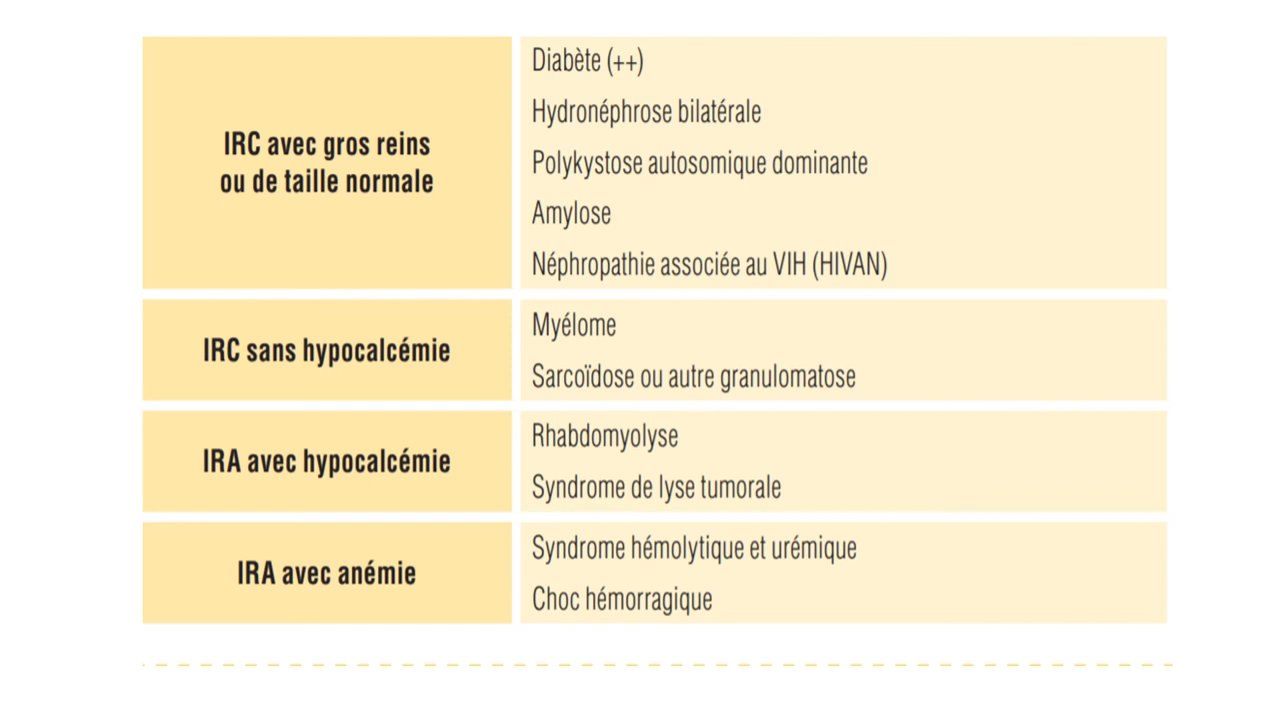 IRC avec gros reins
ou de taille normale
Diabète (++)
Hydronéphrose bilatérale
Polykystose autosomique dominante
Amylose
Néphropathie associée au VIH (HIVAN)
IRC sans hypocalcémie
Myélome
Sarcoïdose ou autre granulomatose
IRA avec hypocalcémie
Rhabdomyolyse
Syndrome de lyse tumorale
IRA avec anémie
Syndrome hémolytique et urémique
Choc hémorragique